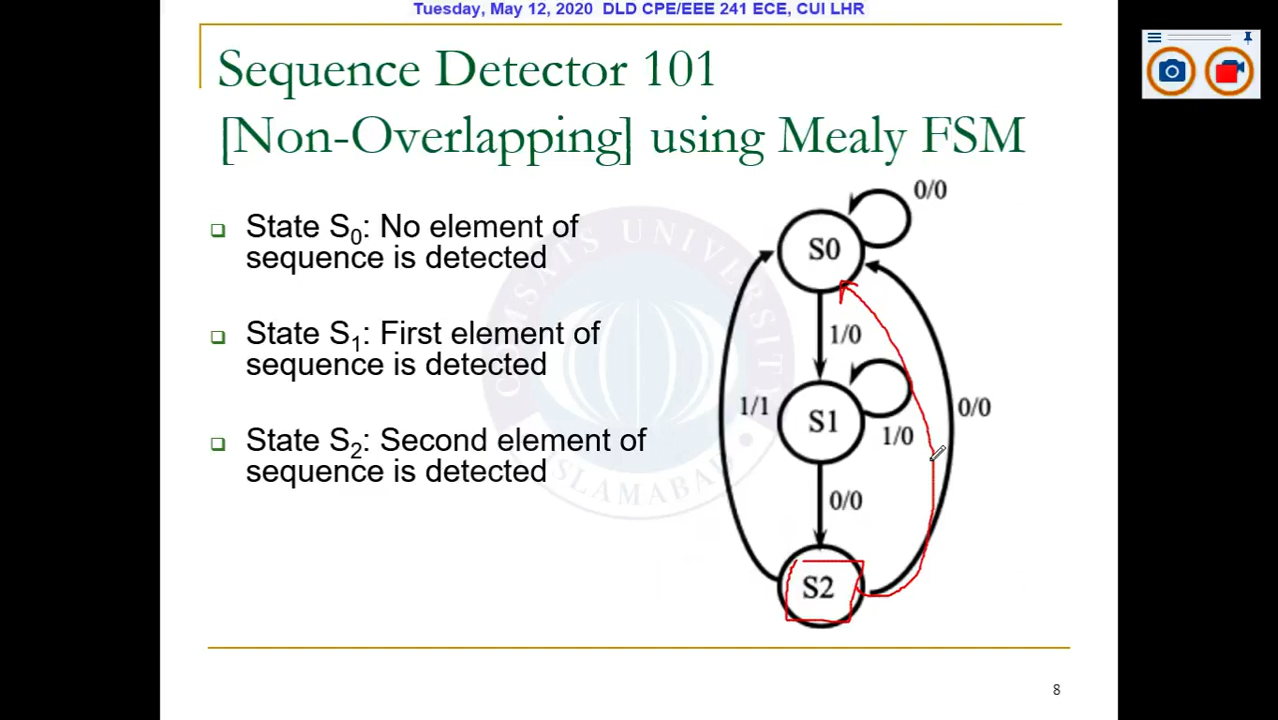 Tuesday, May 12, 2020 DLD CPE/EEE 241 ECE, CUI LHR
Sequence Detector 101
[Non-Overlapping] using Mealy FSM
State S0: No element of
sequence is detected
State S1: First element of
sequence is detected
State S2: Second element of
sequence is detected
0/0
S0
1/0
1/1
S1
1/0
0/0
0/0
S2
COMSATS UNIVERSITY
ISLAMABAD
8